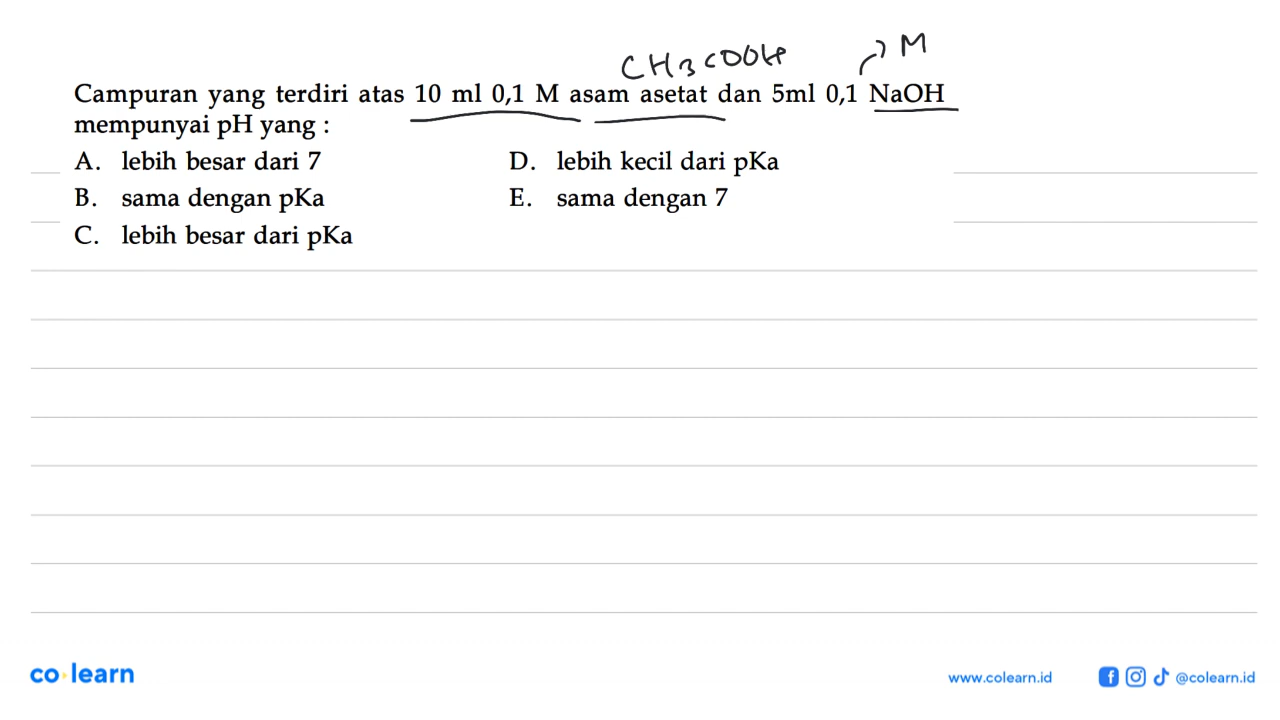 CH3COOH
M
Campuran yang terdiri atas 10 ml 0,1 M asam asetat dan 5ml 0,1 NaOH
mempunyai pH yang :
A. lebih besar dari 7
B. sama dengan pKa
C. lebih besar dari pKa
D. lebih kecil dari pKa
E. sama dengan 7
co learn
www.colearn.id
@colearn.id